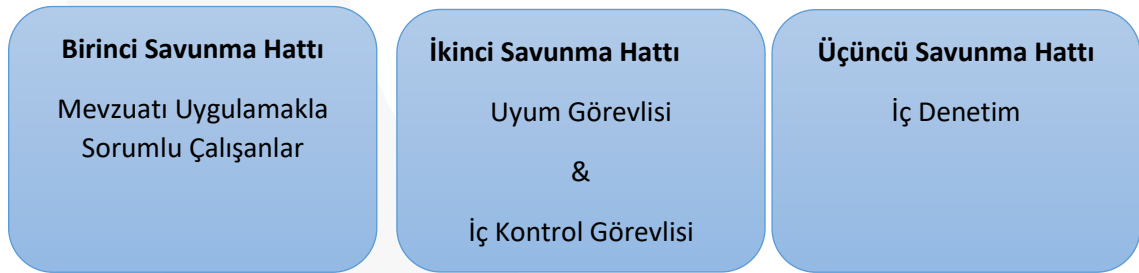 Birinci Savunma Hattı
Mevzuatı Uygulamakla
Sorumlu Çalışanlar
İkinci Savunma Hattı
Uyum Görevlisi
&
İç Kontrol Görevlisi
Üçüncü Savunma Hattı
İç Denetim